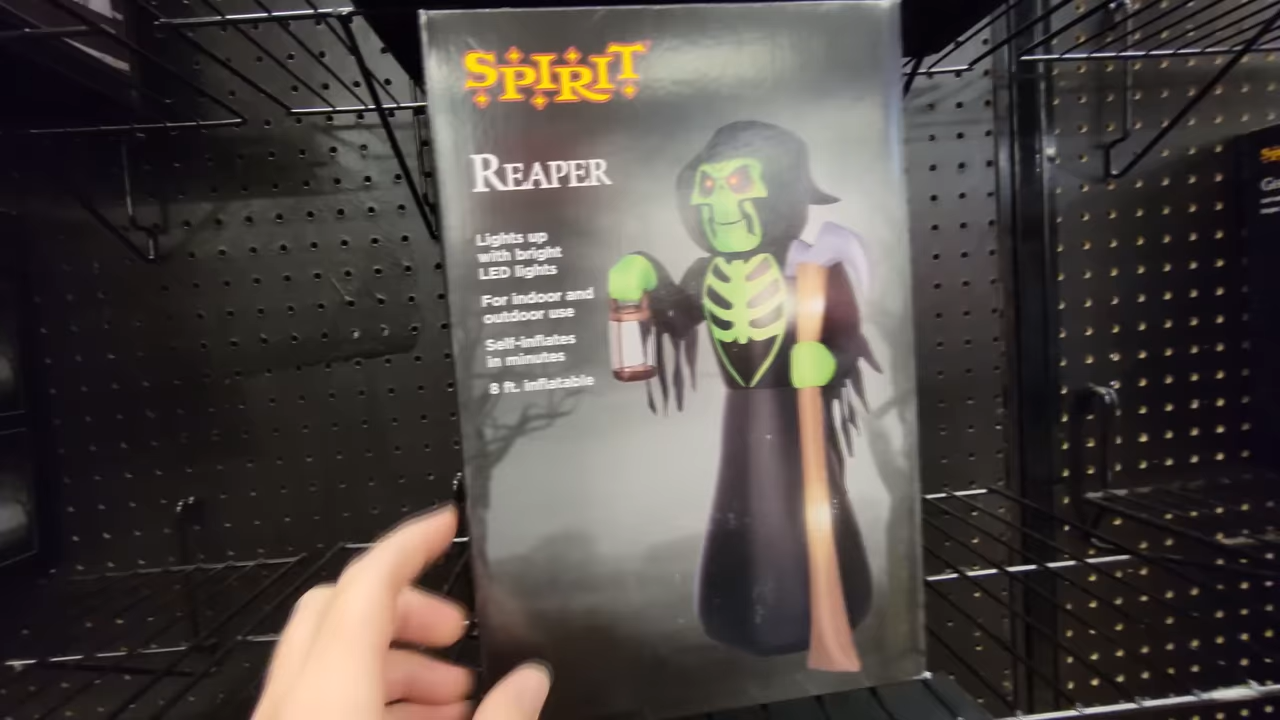 SPIRIT
REAPER
Lights up
with bright
LED lights
For indoor and
outdoor use
Self-inflates
in minutes
8 ft. inflatable